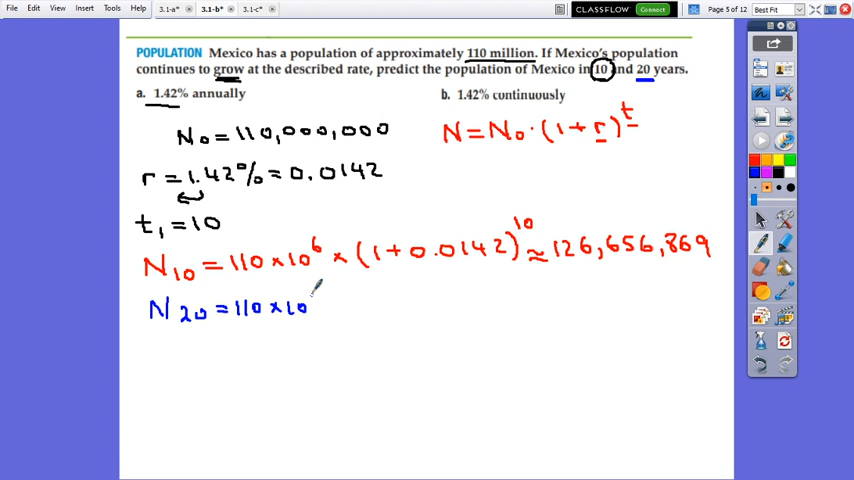 File Edit View Insert Tools Help 3.1-a* 3.1-b* 3.1-c* CLASSFLOW Connect Page 5 of 12 Best Fit
POPULATION Mexico has a population of approximately 110 million. If Mexico's population
continues to grow at the described rate, predict the population of Mexico in 10 and 20 years.
a. 1.42% annually b. 1.42% continuously
N₀ = 110,000,000 N = N₀ · (1 + r)ᵗ
r = 1.42% = 0.0142
t₁ = 10
N₁₀ = 110 × 10⁶ × (1 + 0.0142)¹⁰ ≈ 126,656,869
N₂₀ = 110 × 10